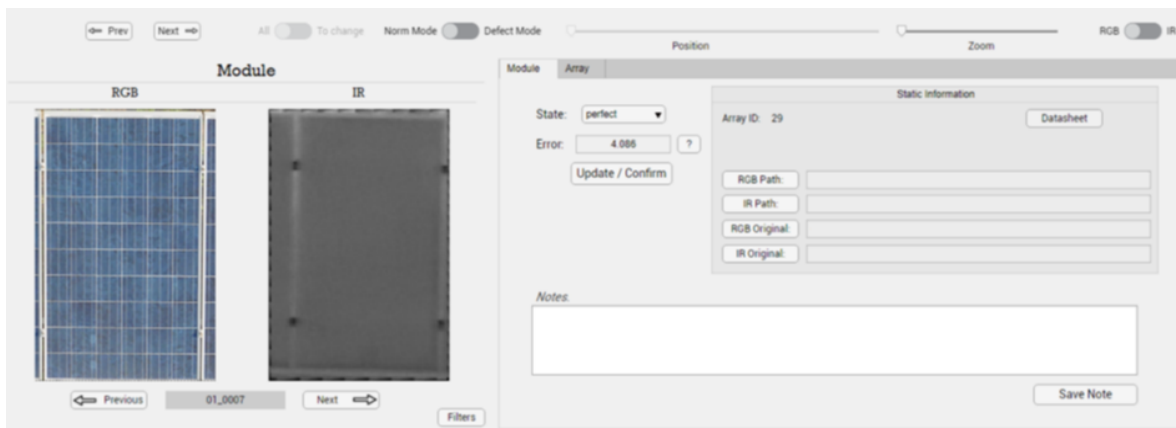 Prev Next All To change Norm Mode Defect Mode Position Zoom RGB IR
Module
RGB IR
Previous 01_0007 Next
Filters
Module Array
State: perfect
Error: 4.086 ?
Update / Confirm
Static Information
Array ID: 29 Datasheet
RGB Path:
IR Path:
RGB Original:
IR Original:
Notes.
Save Note